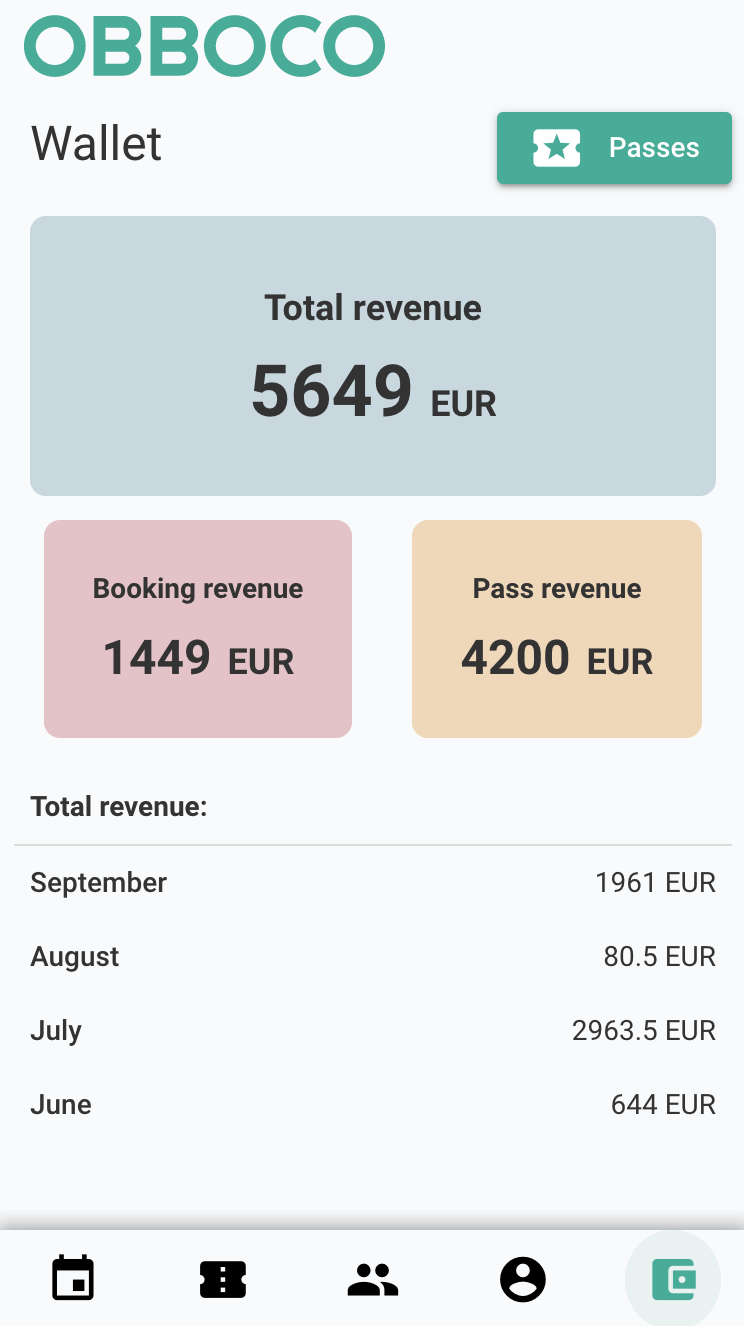 OBBOCO
Wallet
Passes
Total revenue
5649 EUR
Booking revenue
1449 EUR
Pass revenue
4200 EUR
Total revenue:
September 1961 EUR
August 80.5 EUR
July 2963.5 EUR
June 644 EUR